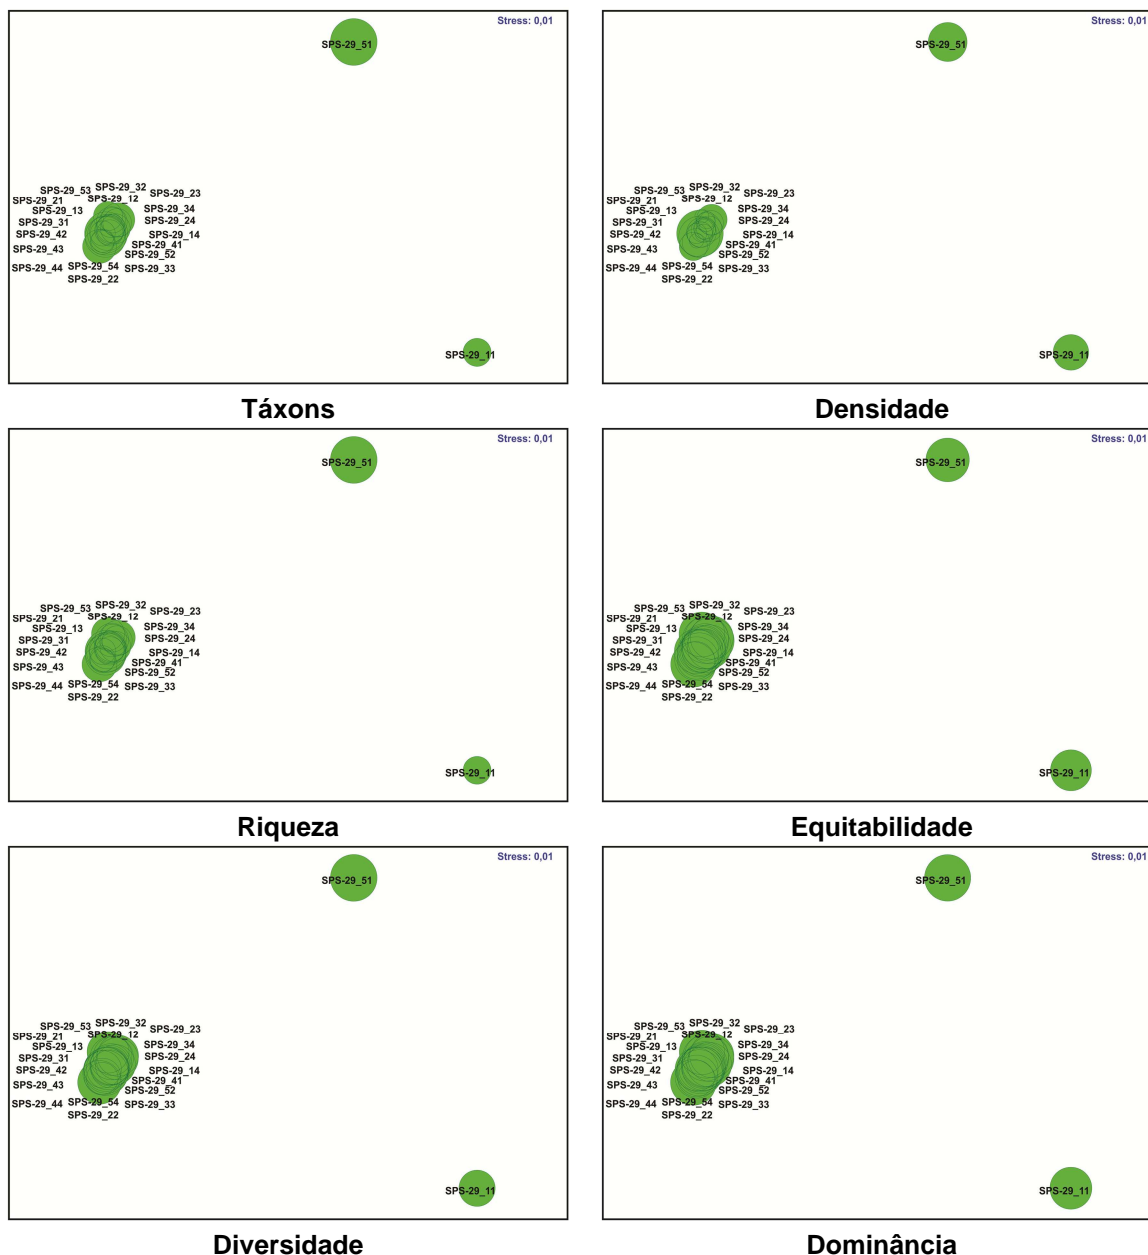 Stress: 0,01
SPS-29_51
SPS-29_53
SPS-29_32
SPS-29_23
SPS-29_21
SPS-29_12
SPS-29_13
SPS-29_34
SPS-29_31
SPS-29_24
SPS-29_42
SPS-29_14
SPS-29_43
SPS-29_41
SPS-29_52
SPS-29_44
SPS-29_54
SPS-29_33
SPS-29_22
SPS-29_11
Táxons
Stress: 0,01
SPS-29_51
SPS-29_53
SPS-29_32
SPS-29_23
SPS-29_21
SPS-29_12
SPS-29_13
SPS-29_34
SPS-29_31
SPS-29_24
SPS-29_42
SPS-29_14
SPS-29_43
SPS-29_41
SPS-29_52
SPS-29_44
SPS-29_54
SPS-29_33
SPS-29_22
SPS-29_11
Densidade
Stress: 0,01
SPS-29_51
SPS-29_53
SPS-29_32
SPS-29_23
SPS-29_21
SPS-29_12
SPS-29_13
SPS-29_34
SPS-29_31
SPS-29_24
SPS-29_42
SPS-29_14
SPS-29_43
SPS-29_41
SPS-29_52
SPS-29_44
SPS-29_54
SPS-29_33
SPS-29_22
SPS-29_11
Riqueza
Stress: 0,01
SPS-29_51
SPS-29_53
SPS-29_32
SPS-29_23
SPS-29_21
SPS-29_12
SPS-29_13
SPS-29_34
SPS-29_31
SPS-29_24
SPS-29_42
SPS-29_14
SPS-29_43
SPS-29_41
SPS-29_52
SPS-29_44
SPS-29_54
SPS-29_33
SPS-29_22
SPS-29_11
Equitabilidade
Stress: 0,01
SPS-29_51
SPS-29_53
SPS-29_32
SPS-29_23
SPS-29_21
SPS-29_12
SPS-29_13
SPS-29_34
SPS-29_31
SPS-29_24
SPS-29_42
SPS-29_14
SPS-29_43
SPS-29_41
SPS-29_52
SPS-29_44
SPS-29_54
SPS-29_33
SPS-29_22
SPS-29_11
Diversidade
Stress: 0,01
SPS-29_51
SPS-29_53
SPS-29_32
SPS-29_23
SPS-29_21
SPS-29_12
SPS-29_13
SPS-29_34
SPS-29_31
SPS-29_24
SPS-29_42
SPS-29_14
SPS-29_43
SPS-29_41
SPS-29_52
SPS-29_44
SPS-29_54
SPS-29_33
SPS-29_22
SPS-29_11
Dominância